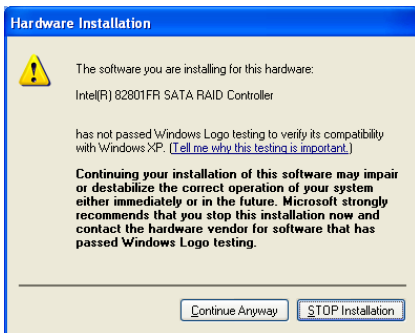 Hardware Installation
The software you are installing for this hardware:
Intel(R) 82801FR SATA RAID Controller
has not passed Windows Logo testing to verify its compatibility
with Windows XP. (Tell me why this testing is important.)
Continuing your installation of this software may impair
or destabilize the correct operation of your system
either immediately or in the future. Microsoft strongly
recommends that you stop this installation now and
contact the hardware vendor for software that has
passed Windows Logo testing.
Continue Anyway
STOP Installation